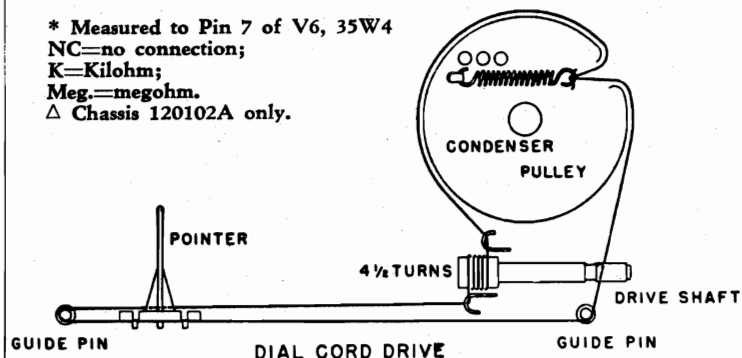 * Measured to Pin 7 of V6, 35W4
NC=no connection;
K=Kilohm;
Meg.=megohm.
Δ Chassis 120102A only.
CONDENSER
PULLEY
POINTER
4 1/2 TURNS
DRIVE SHAFT
GUIDE PIN
DIAL CORD DRIVE
GUIDE PIN